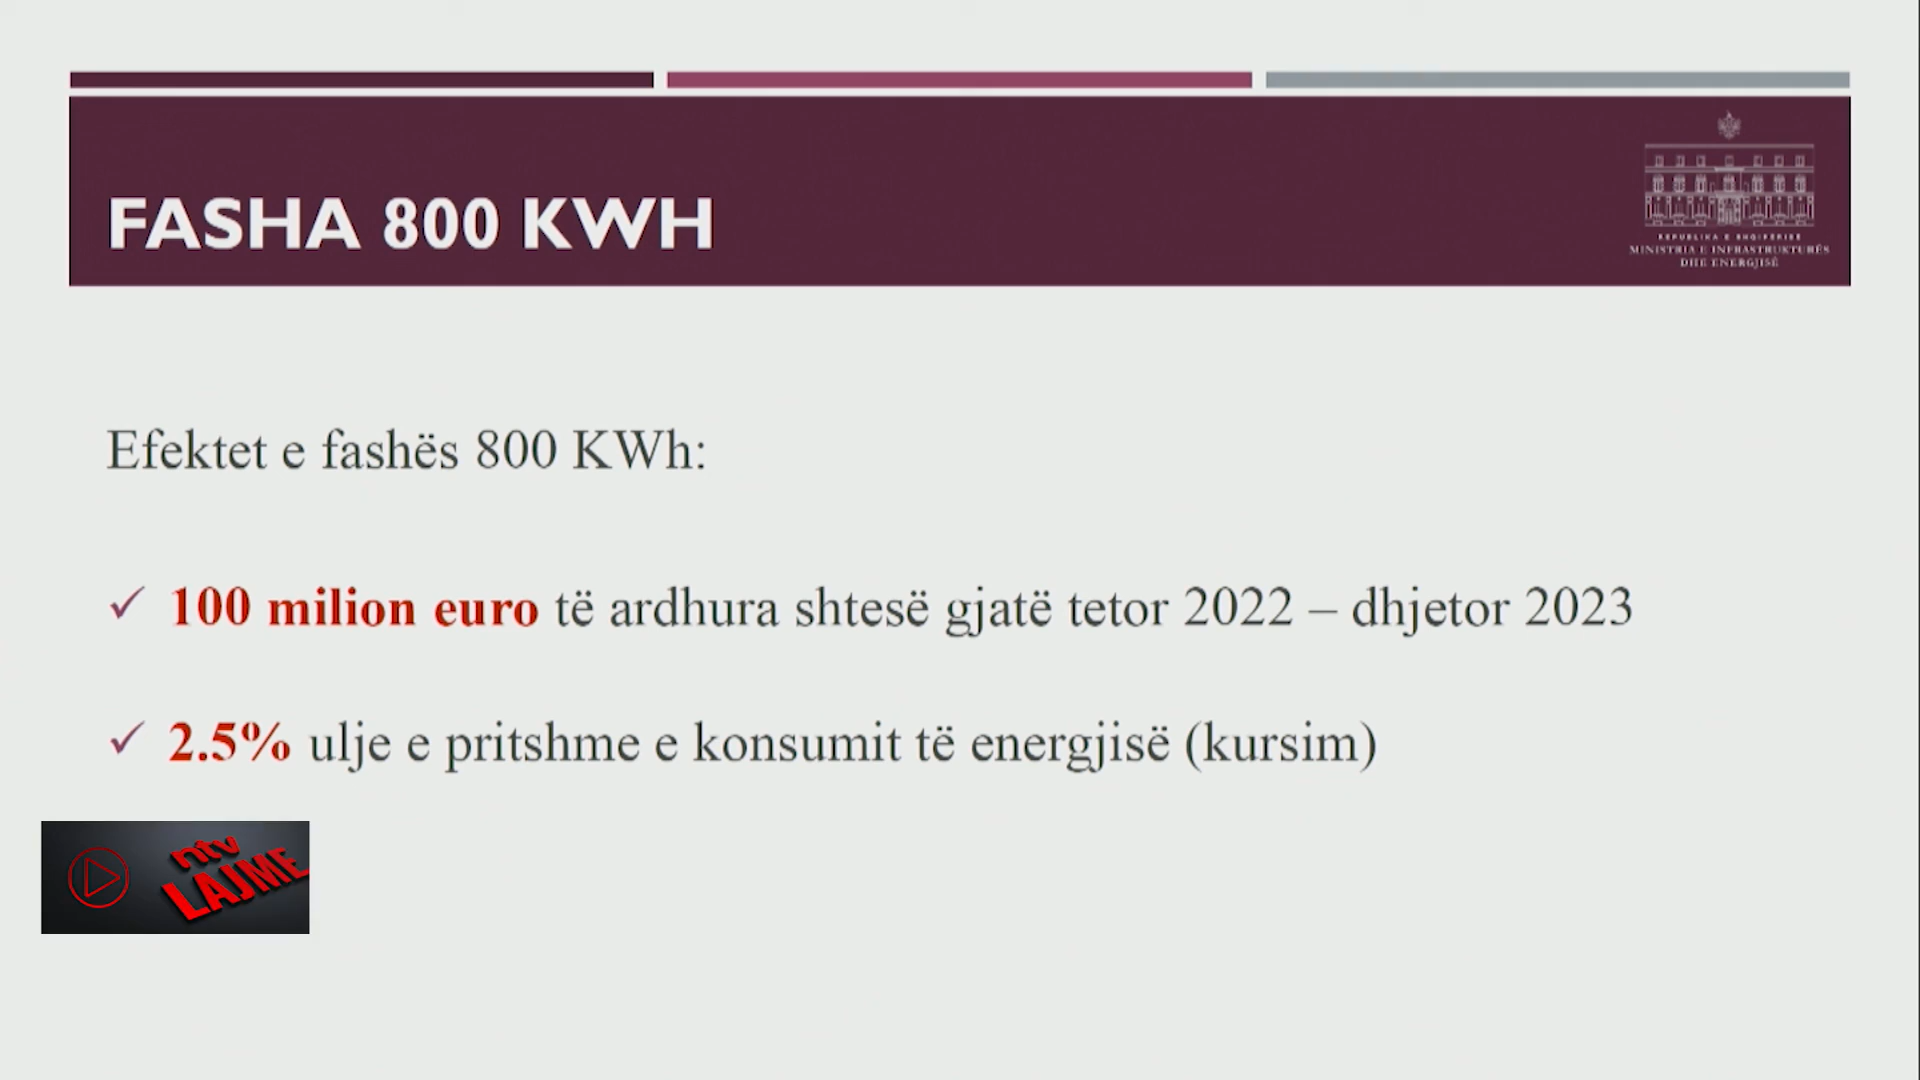 FASHA 800 KWH
REPUBLIKA E SHQIPËRISË
MINISTRIA E INFRASTRUKTURËS
DHE ENERGJISË
Efektet e fashës 800 KWh:
✓ 100 milion euro të ardhura shtesë gjatë tetor 2022 – dhjetor 2023
✓ 2.5% ulje e pritshme e konsumit të energjisë (kursim)
ntv
LAJME